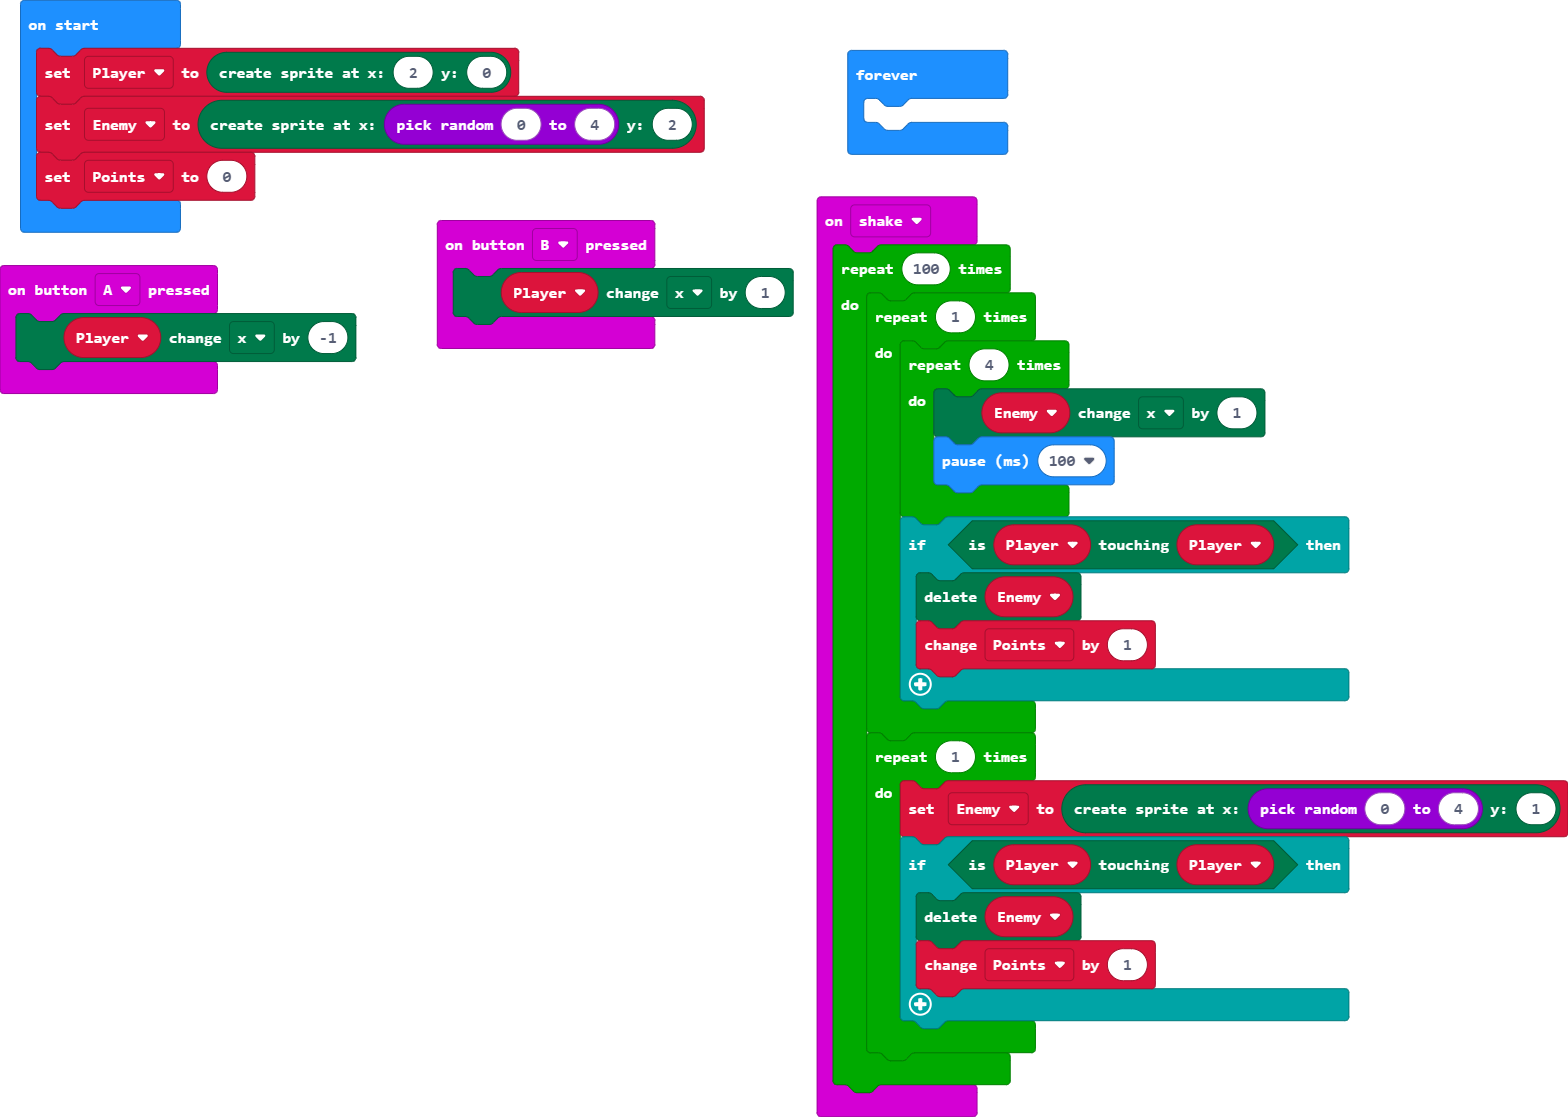 on start
set Player to create sprite at x: 2 y: 0
set Enemy to create sprite at x: pick random 0 to 4 y: 2
set Points to 0
on button A pressed
Player change x by -1
on button B pressed
Player change x by 1
forever
on shake
repeat 100 times
do
repeat 1 times
do
repeat 4 times
do
Enemy change x by 1
pause (ms) 100
if is Player touching Player then
delete Enemy
change Points by 1
repeat 1 times
do
set Enemy to create sprite at x: pick random 0 to 4 y: 1
if is Player touching Player then
delete Enemy
change Points by 1